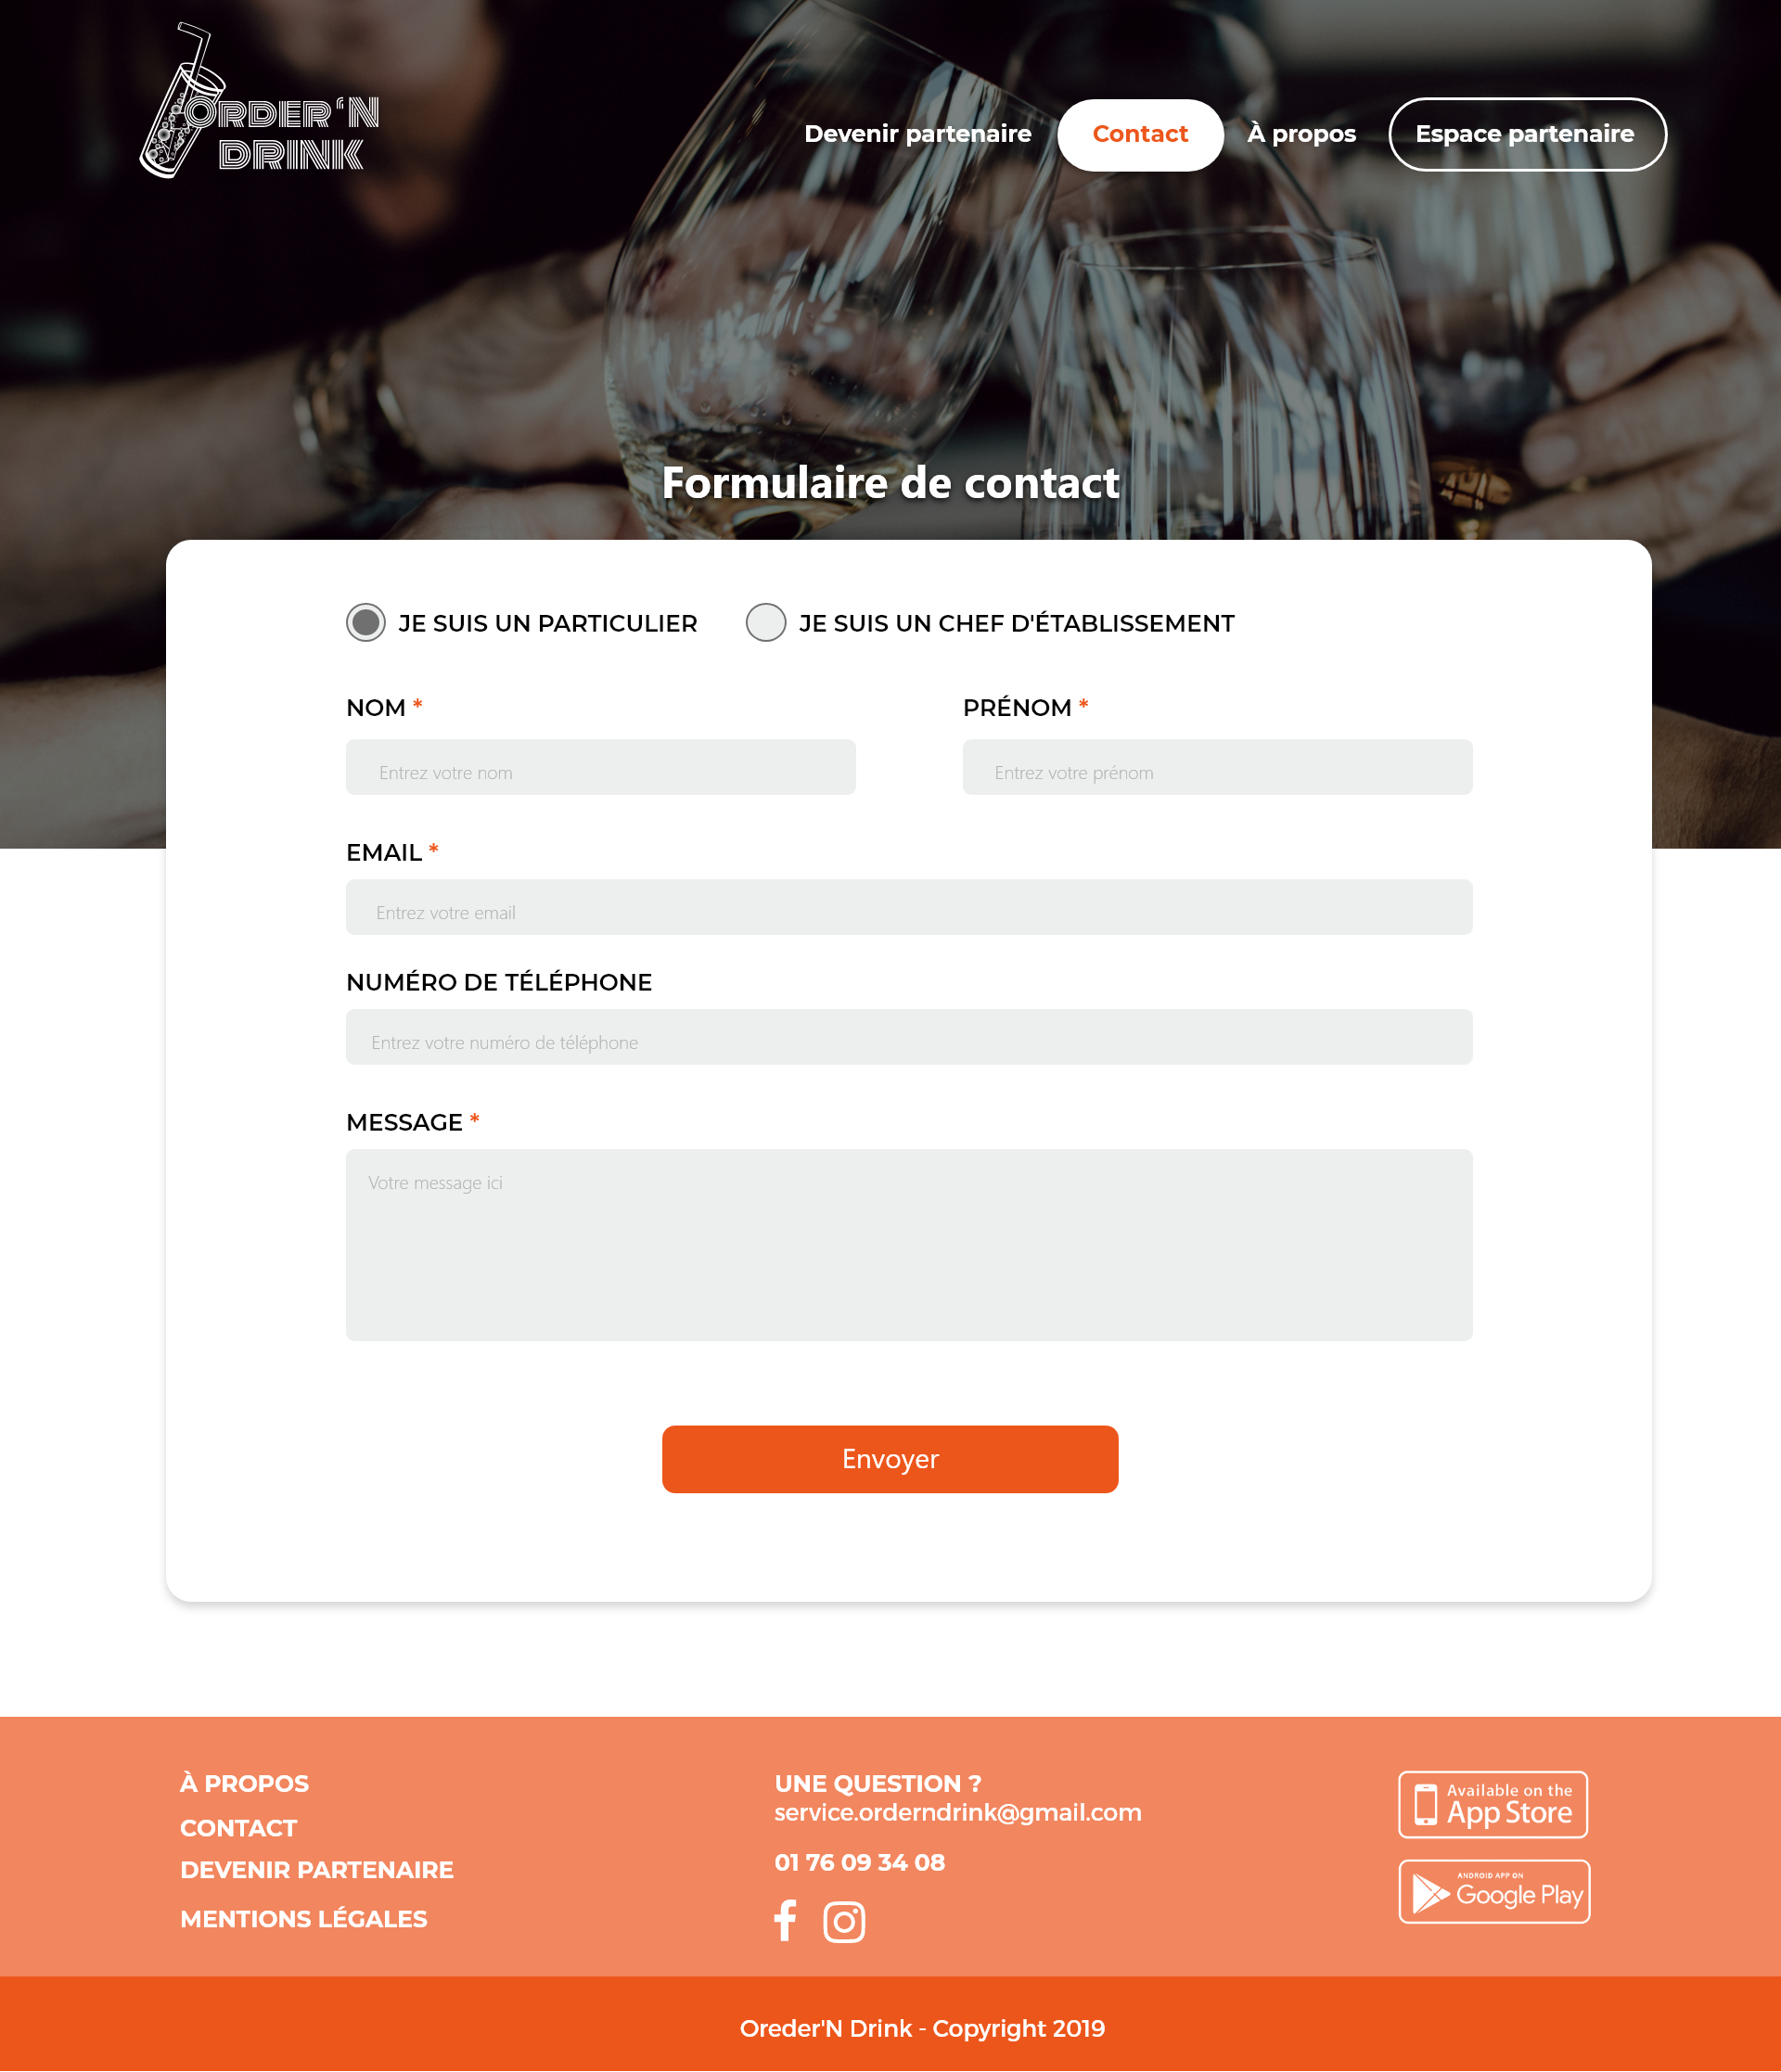 ORDER'N
DRINK
Devenir partenaire
Contact
À propos
Espace partenaire
Formulaire de contact
JE SUIS UN PARTICULIER
JE SUIS UN CHEF D'ÉTABLISSEMENT
NOM *
PRÉNOM *
Entrez votre nom
Entrez votre prénom
EMAIL *
Entrez votre email
NUMÉRO DE TÉLÉPHONE
Entrez votre numéro de téléphone
MESSAGE *
Votre message ici
Envoyer
À PROPOS
CONTACT
DEVENIR PARTENAIRE
MENTIONS LÉGALES
UNE QUESTION ?
service.orderndrink@gmail.com
01 76 09 34 08
Available on the
App Store
ANDROID APP ON
Google Play
Oreder'N Drink - Copyright 2019